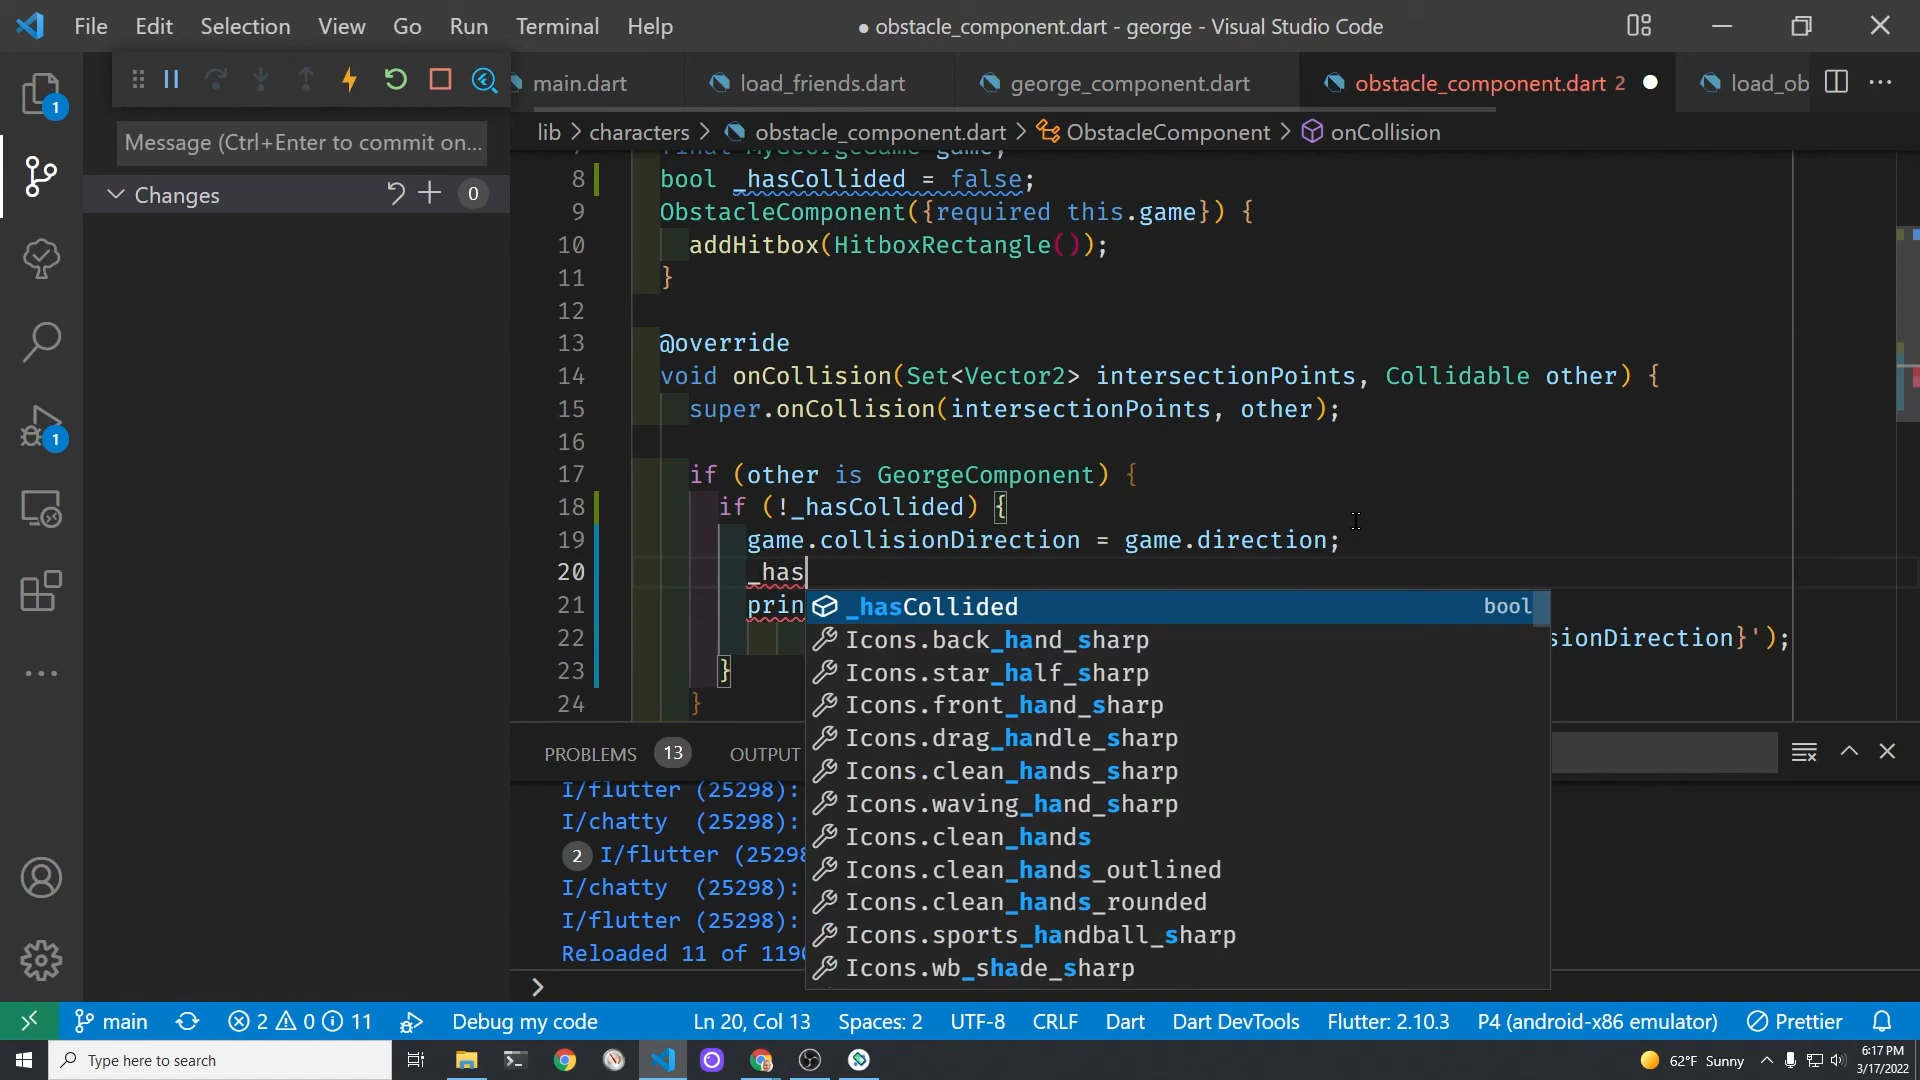 File Edit Selection View Go Run Terminal Help
● obstacle_component.dart - george - Visual Studio Code
main.dart
load_friends.dart
george_component.dart
obstacle_component.dart 2
load_ob
1
Message (Ctrl+Enter to commit on...
Changes 0
lib > characters > obstacle_component.dart > ObstacleComponent > onCollision
final MyGeorgeGame game;
8 bool _hasCollided = false;
9 ObstacleComponent({required this.game}) {
10 addHitbox(HitboxRectangle());
11 }
12
13 @override
14 void onCollision(Set<Vector2> intersectionPoints, Collidable other) {
15 super.onCollision(intersectionPoints, other);
16
17 if (other is GeorgeComponent) {
18 if (!_hasCollided) {
19 game.collisionDirection = game.direction;
20 _has
21 prin
22 sionDirection}');
23 }
24 }
1
_hasCollided bool
Icons.back_hand_sharp
Icons.star_half_sharp
Icons.front_hand_sharp
Icons.drag_handle_sharp
Icons.clean_hands_sharp
Icons.waving_hand_sharp
Icons.clean_hands
Icons.clean_hands_outlined
Icons.clean_hands_rounded
Icons.sports_handball_sharp
Icons.wb_shade_sharp
PROBLEMS 13 OUTPUT
I/flutter (25298):
I/chatty (25298):
2 I/flutter (25298
I/chatty (25298):
I/flutter (25298):
Reloaded 11 of 1190
>
main 2 0 11 Debug my code Ln 20, Col 13 Spaces: 2 UTF-8 CRLF Dart Dart DevTools Flutter: 2.10.3 P4 (android-x86 emulator) Prettier
Type here to search
62°F Sunny
6:17 PM
3/17/2022